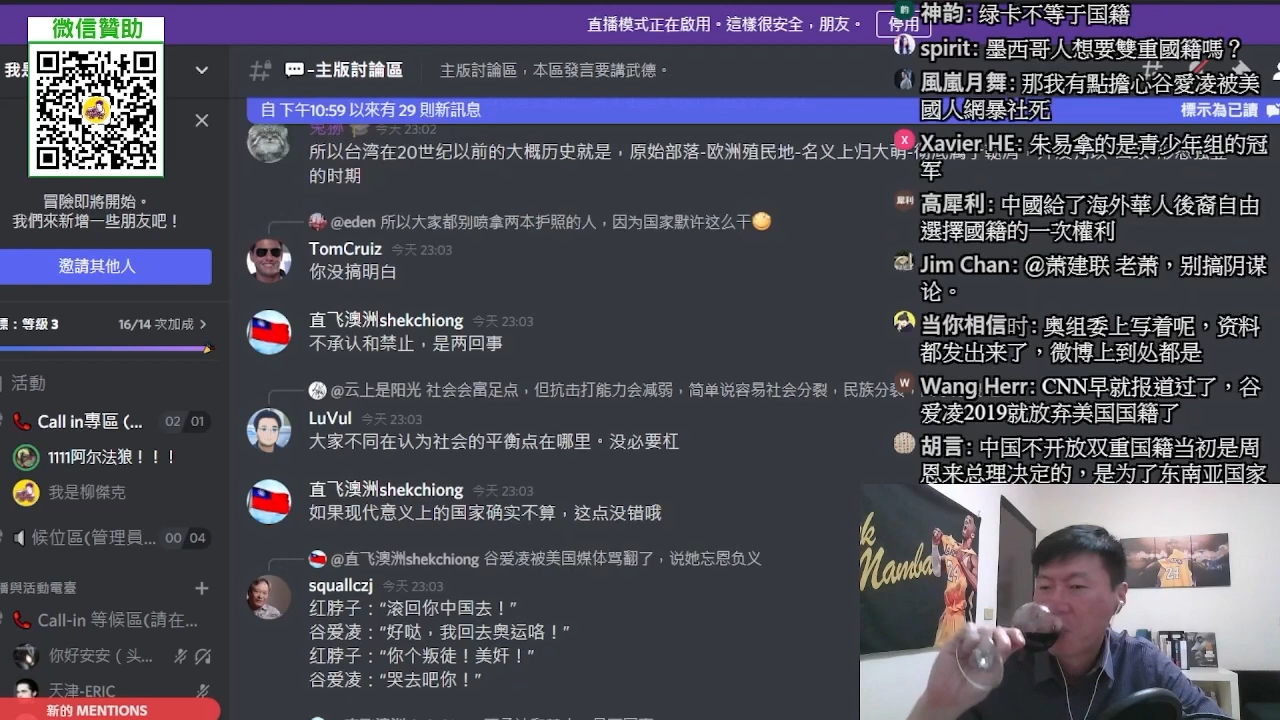 微信贊助
直播模式正在啟用。這樣很安全，朋友。
停用
我是
-主版討論區
主版討論區，本區發言要講武德。
冒險即將開始。
我們來新增一些朋友吧！
邀請其他人
標：等級 3
16/14 次加成
活動
Call in專區 (...
02 01
1111阿尔法狼！！！
我是柳傑克
候位區(管理員...
00 04
播與活動電臺
Call-in 等候區(請在...
你好安安（头...
天津-ERIC
新的 MENTIONS
自 下午10:59 以來有 29 則新訊息
標示為已讀
今天 23:02
所以台湾在20世纪以前的大概历史就是，原始部落-欧洲殖民地-名义上归大明-
的时期
@eden 所以大家都别喷拿两本护照的人，因为国家默许这么干
TomCruiz 今天 23:03
你没搞明白
直飞澳洲shekchiong 今天 23:03
不承认和禁止，是两回事
@云上是阳光 社会会富足点，但抗击打能力会减弱，简单说容易社会分裂，民族分裂，
LuVul 今天 23:03
大家不同在认为社会的平衡点在哪里。没必要杠
直飞澳洲shekchiong 今天 23:03
如果现代意义上的国家确实不算，这点没错哦
@直飞澳洲shekchiong 谷爱凌被美国媒体骂翻了，说她忘恩负义
squallczj 今天 23:03
红脖子：“滚回你中国去！”
谷爱凌：“好哒，我回去奥运咯！”
红脖子：“你个叛徒！美奸！”
谷爱凌：“哭去吧你！”
神韵: 绿卡不等于国籍
spirit: 墨西哥人想要雙重國籍嗎？
風嵐月舞: 那我有點擔心谷愛凌被美
國人網暴社死
Xavier HE: 朱易拿的是青少年组的冠
军
高犀利: 中國給了海外華人後裔自由
選擇國籍的一次權利
Jim Chan: @萧建联 老萧，别搞阴谋
论。
当你相信时: 奥组委上写着呢，资料
都发出来了，微博上到处都是
Wang Herr: CNN早就报道过了，谷
爱凌2019就放弃美国国籍了
胡言: 中国不开放双重国籍当初是周
恩来总理决定的，是为了东南亚国家
Mamba
24